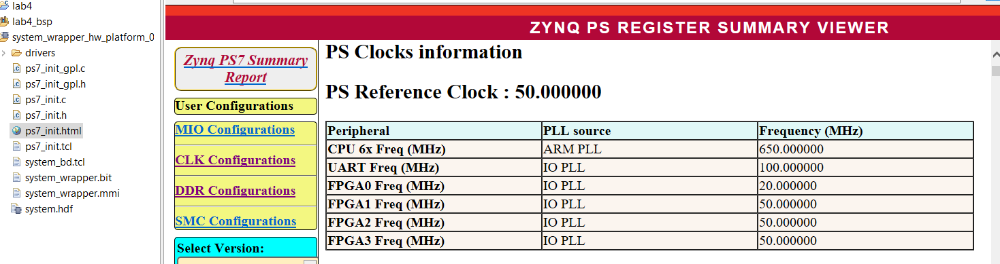 lab4
lab4_bsp
system_wrapper_hw_platform_0
drivers
ps7_init_gpl.c
ps7_init_gpl.h
ps7_init.c
ps7_init.h
ps7_init.html
ps7_init.tcl
system_bd.tcl
system_wrapper.bit
system_wrapper.mmi
system.hdf
ZYNQ PS REGISTER SUMMARY VIEWER
Zynq PS7 Summary
Report
User Configurations
MIO Configurations
CLK Configurations
DDR Configurations
SMC Configurations
Select Version:
PS Clocks information
PS Reference Clock : 50.000000
Peripheral PLL source Frequency (MHz)
CPU 6x Freq (MHz) ARM PLL 650.000000
UART Freq (MHz) IO PLL 100.000000
FPGA0 Freq (MHz) IO PLL 20.000000
FPGA1 Freq (MHz) IO PLL 50.000000
FPGA2 Freq (MHz) IO PLL 50.000000
FPGA3 Freq (MHz) IO PLL 50.000000